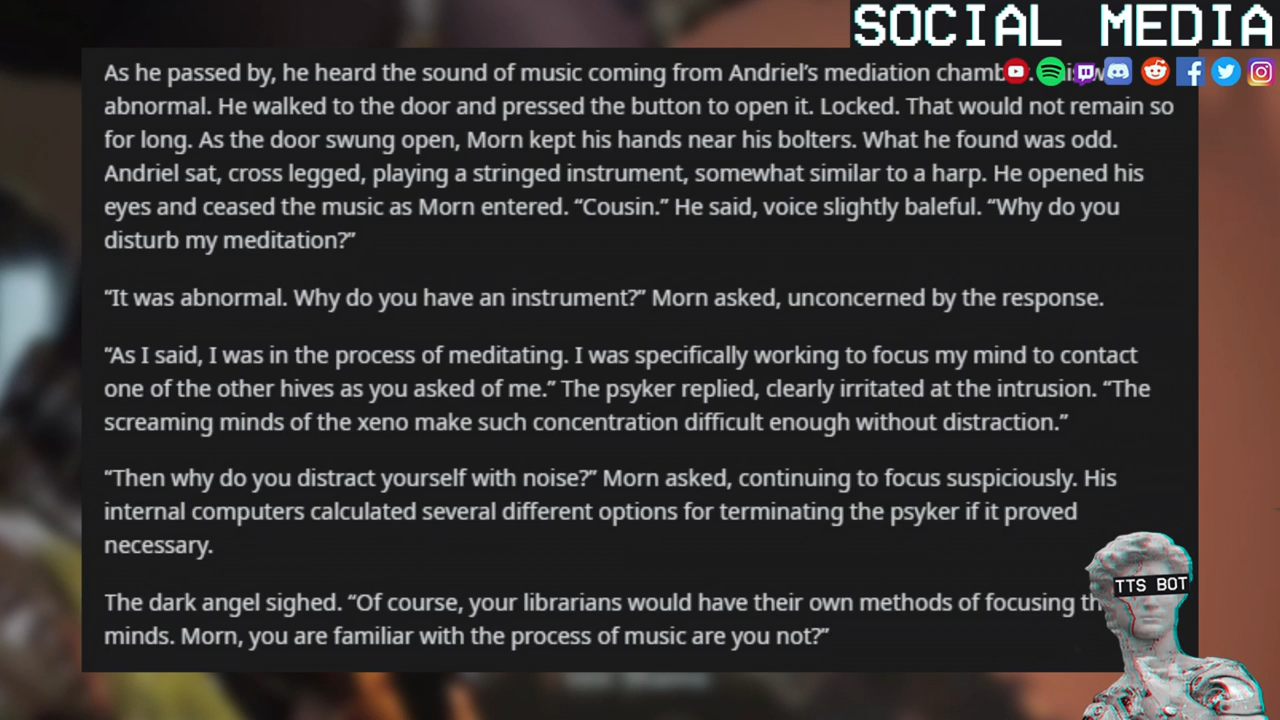 SOCIAL MEDIA
As he passed by, he heard the sound of music coming from Andriel’s mediation
abnormal. He walked to the door and pressed the button to open it. Locked. That would not remain so
for long. As the door swung open, Morn kept his hands near his bolters. What he found was odd.
Andriel sat, cross legged, playing a stringed instrument, somewhat similar to a harp. He opened his
eyes and ceased the music as Morn entered. “Cousin.” He said, voice slightly baleful. “Why do you
disturb my meditation?”
“It was abnormal. Why do you have an instrument?” Morn asked, unconcerned by the response.
“As I said, I was in the process of meditating. I was specifically working to focus my mind to contact
one of the other hives as you asked of me.” The psyker replied, clearly irritated at the intrusion. “The
screaming minds of the xeno make such concentration difficult enough without distraction.”
“Then why do you distract yourself with noise?” Morn asked, continuing to focus suspiciously. His
internal computers calculated several different options for terminating the psyker if it proved
necessary.
The dark angel sighed. “Of course, your librarians would have their own methods of focusing
minds. Morn, you are familiar with the process of music are you not?”
TTS BOT